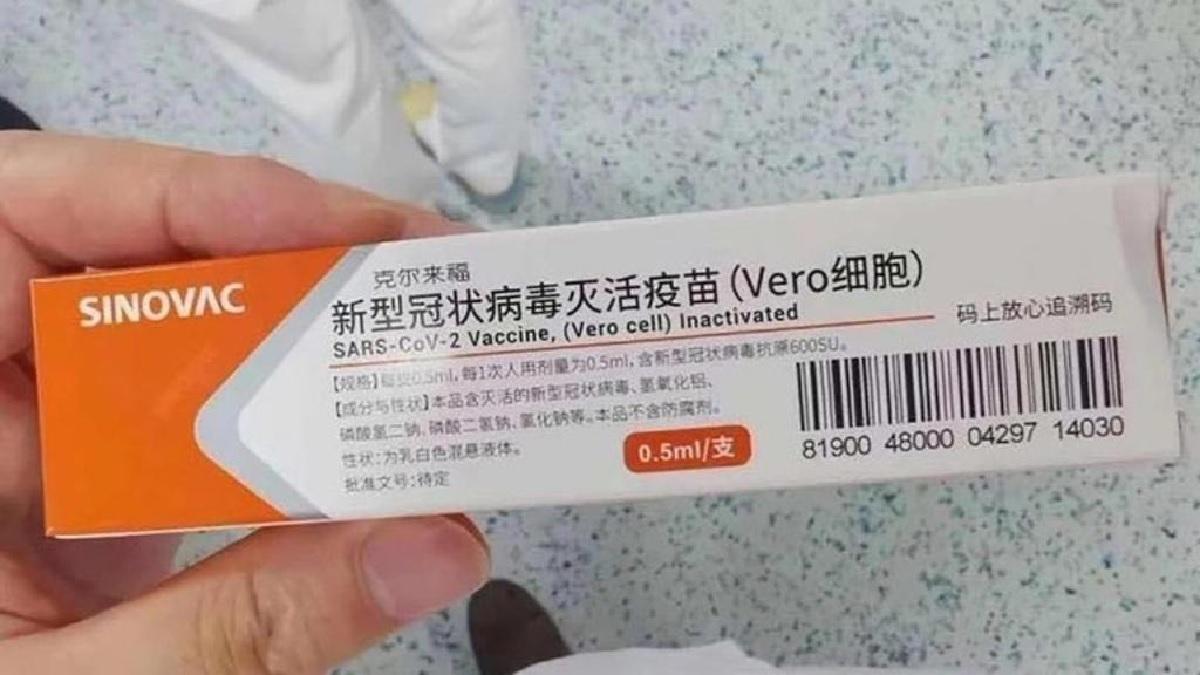 SINOVAC
克尔来福
新型冠状病毒灭活疫苗(Vero细胞)
SARS-CoV-2 Vaccine, (Vero cell) Inactivated
码上放心追溯码
【规格】每支0.5ml,每1次人用剂量为0.5ml,含新型冠状病毒抗原600SU。
【成分与性状】本品含灭活的新型冠状病毒、氢氧化铝、
磷酸氢二钠、磷酸二氢钠、氯化钠等。本品不含防腐剂。
性状:为乳白色混悬液体。
批准文号:待定
0.5ml/支
81900 48000 04297 14030